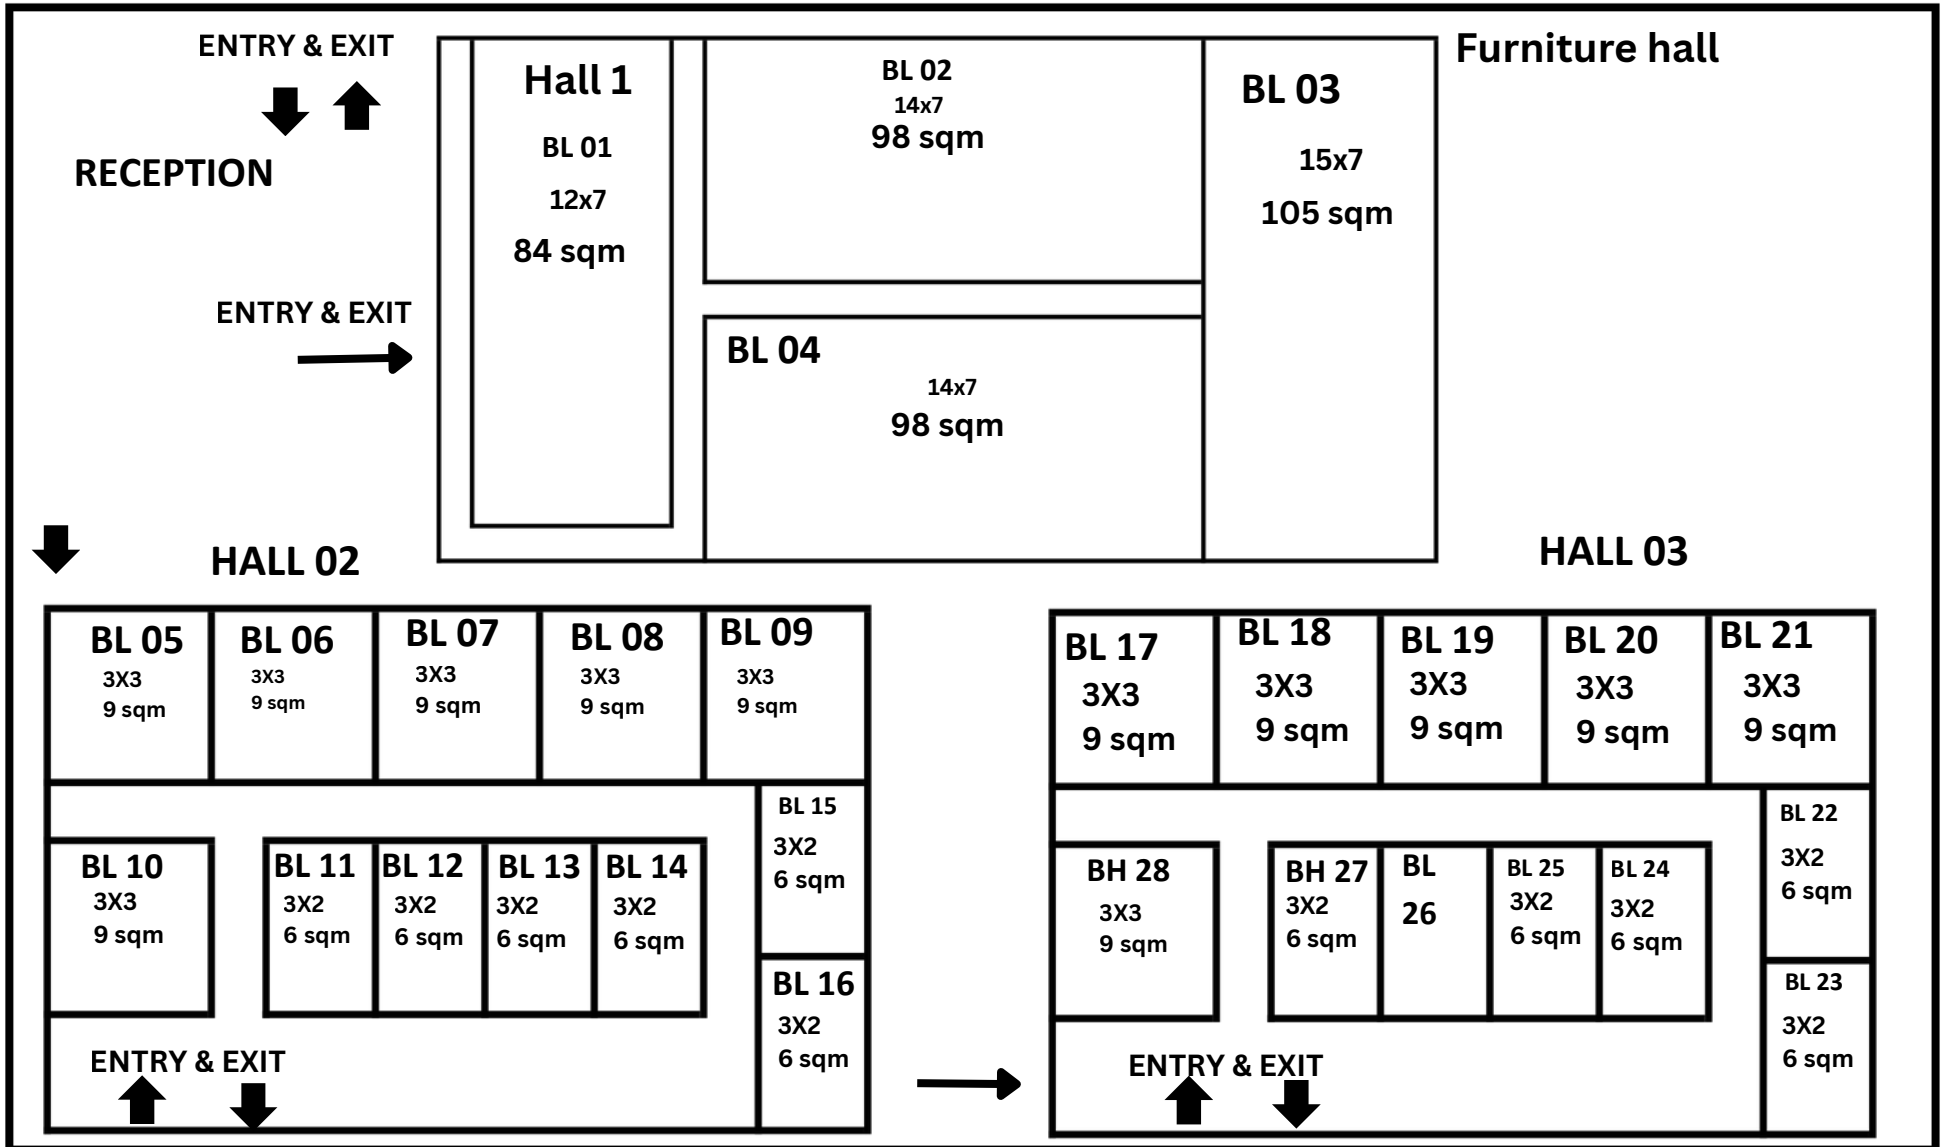 ENTRY & EXIT
RECEPTION
ENTRY & EXIT
Furniture hall
Hall 1
BL 01
12x7
84 sqm
BL 02
14x7
98 sqm
BL 03
15x7
105 sqm
BL 04
14x7
98 sqm
HALL 02
BL 05
3X3
9 sqm
BL 06
3X3
9 sqm
BL 07
3X3
9 sqm
BL 08
3X3
9 sqm
BL 09
3X3
9 sqm
BL 10
3X3
9 sqm
BL 11
3X2
6 sqm
BL 12
3X2
6 sqm
BL 13
3X2
6 sqm
BL 14
3X2
6 sqm
BL 15
3X2
6 sqm
BL 16
3X2
6 sqm
ENTRY & EXIT
HALL 03
BL 17
3X3
9 sqm
BL 18
3X3
9 sqm
BL 19
3X3
9 sqm
BL 20
3X3
9 sqm
BL 21
3X3
9 sqm
BL 22
3X2
6 sqm
BH 28
3X3
9 sqm
BH 27
3X2
6 sqm
BL
26
BL 25
3X2
6 sqm
BL 24
3X2
6 sqm
BL 23
3X2
6 sqm
ENTRY & EXIT